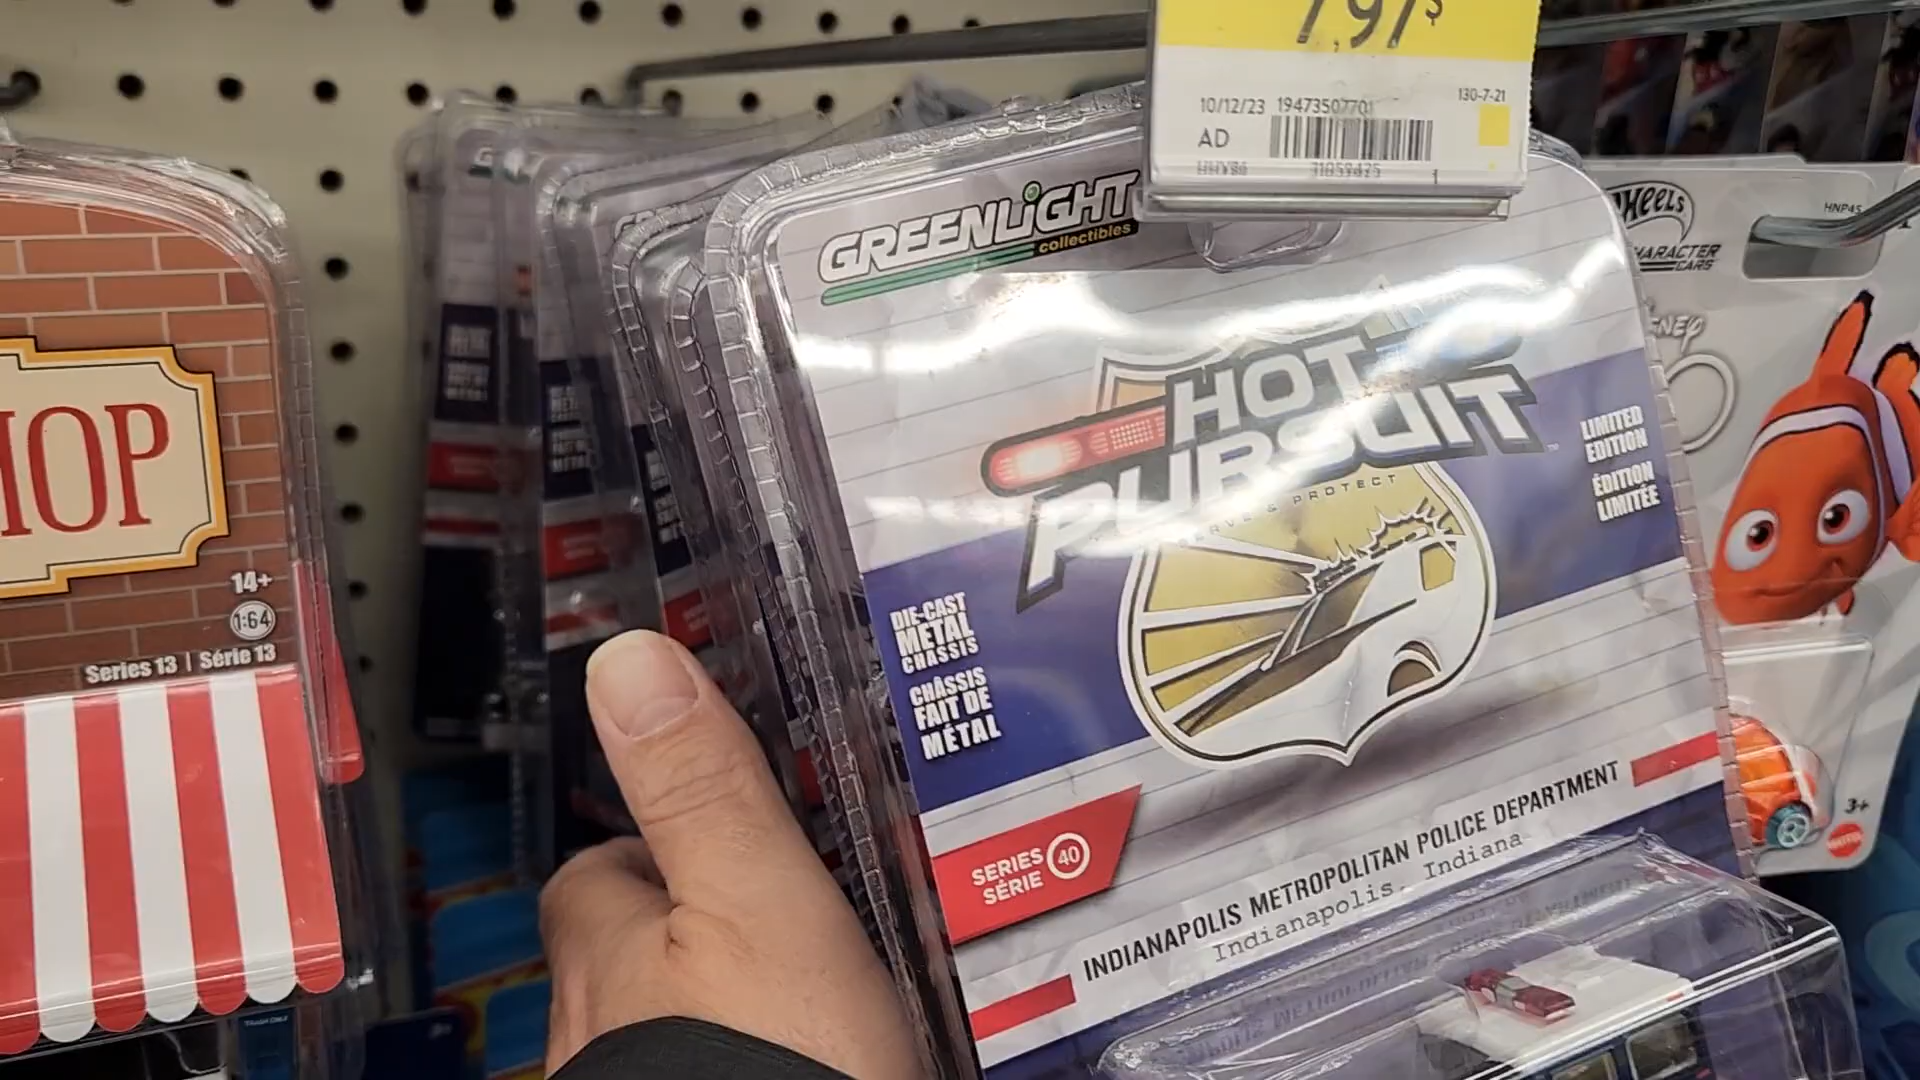 7,97$
10/12/23 19473507701
130-7-21
AD
GREENLIGHT
collectibles
HOT
PURSUIT
SERVE & PROTECT
LIMITED
EDITION
ÉDITION
LIMITÉE
DIE-CAST
METAL
CHASSIS
CHÂSSIS
FAIT DE
MÉTAL
SERIES
SÉRIE
40
INDIANAPOLIS METROPOLITAN POLICE DEPARTMENT
Indianapolis, Indiana
HOP
14+
1:64
Series 13 | Série 13
WHEELS
HNP45
CHARACTER
CARS
3+